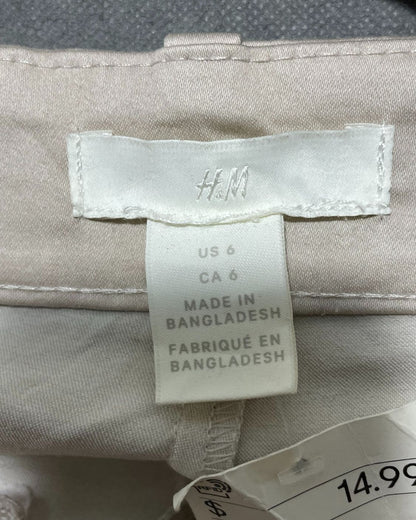 H&M
US 6
CA 6
MADE IN
BANGLADESH
FABRIQUÉ EN
BANGLADESH
14.99